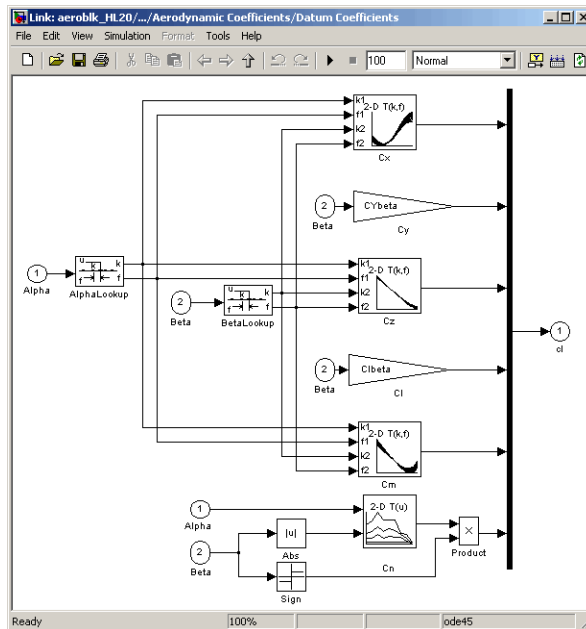 Link: aeroblk_HL20/.../Aerodynamic Coefficients/Datum Coefficients
File Edit View Simulation Format Tools Help
100 Normal
k1 2-D T(k,f)
f1
k2
f2
Cx
2 CYbeta
Beta
Cy
1 u k
f
k
f
Alpha
AlphaLookup
2 u k
f
k
f
Beta
BetaLookup
k1 2-D T(k,f)
f1
k2
f2
Cz
1
cl
2 Clbeta
Beta
Cl
k1 2-D T(k,f)
f1
k2
f2
Cm
1 2-D T(u)
Alpha
Cn
2 |u|
Beta
Abs
Sign
×
Product
Ready 100% ode45